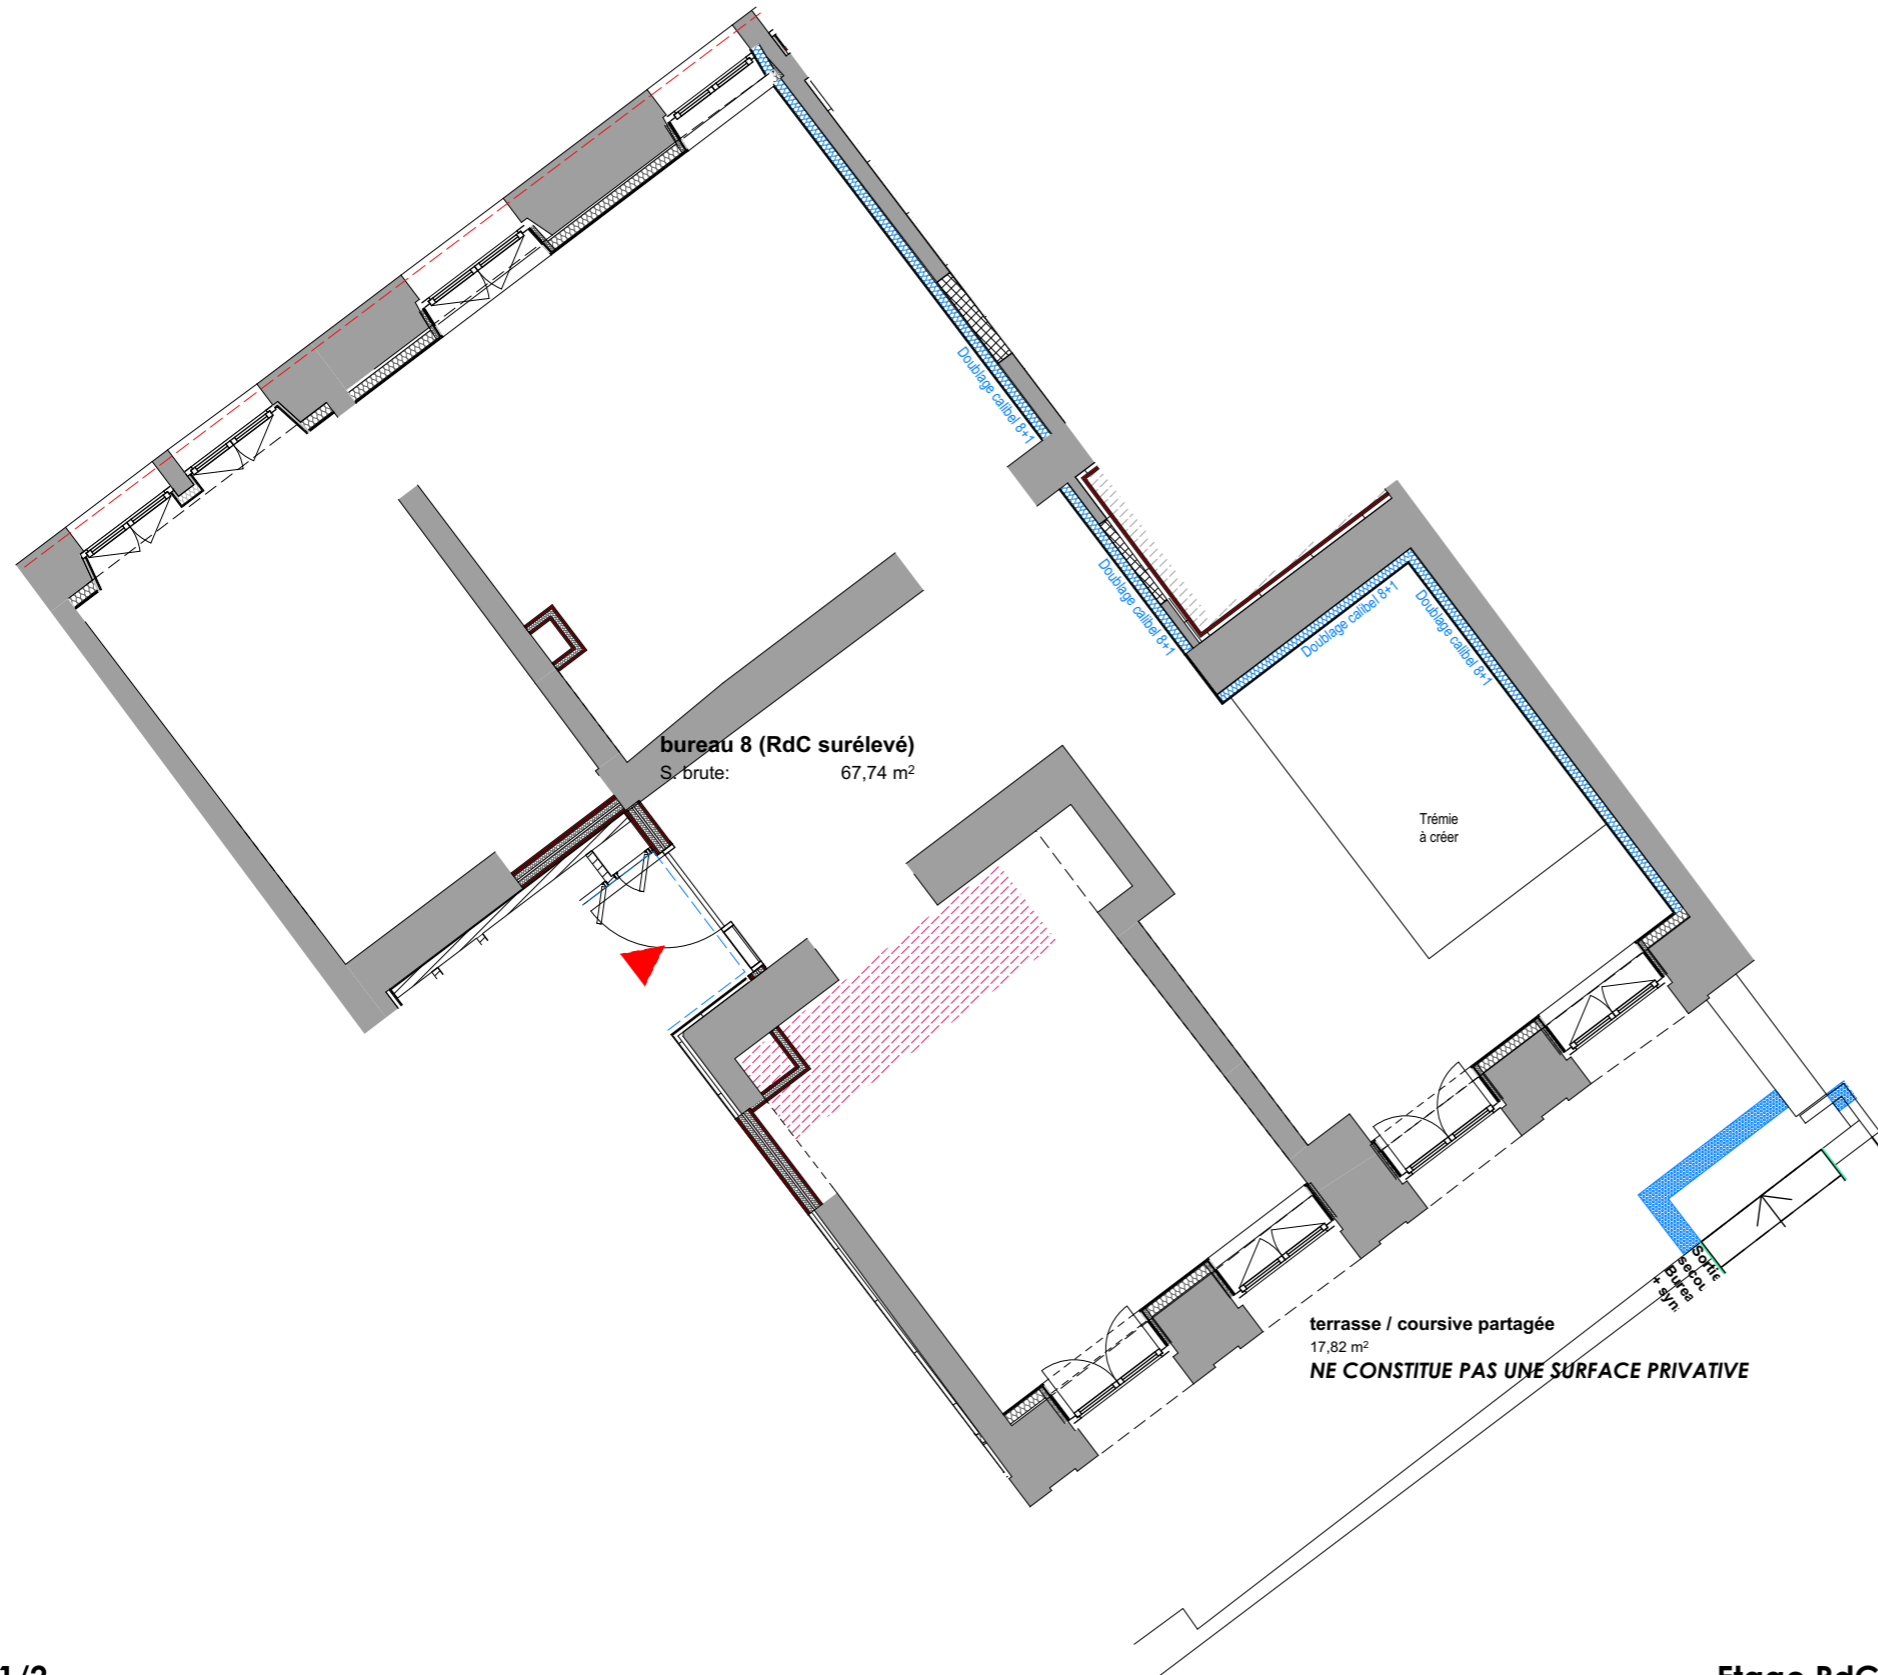 Doublage calibel 8+1
Doublage calibel 8+1
Doublage calibel 8+1
Doublage calibel 8+1
bureau 8 (RdC surélevé)
S. brute: 67,74 m²
Trémie
à créer
Sortie
secou
Burea
+ syn
terrasse / coursive partagée
17,82 m²
NE CONSTITUE PAS UNE SURFACE PRIVATIVE
1/2
Etage RdC